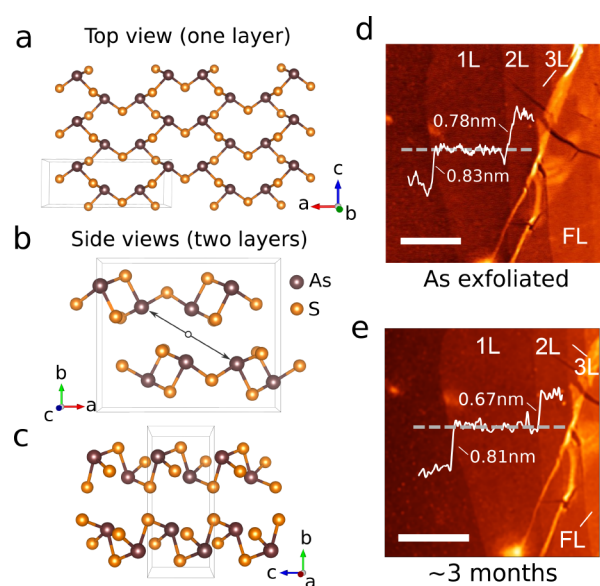 a
Top view (one layer)
c
a
b
b
Side views (two layers)
As
S
b
c
a
c
b
c
a
d
1L
2L
3L
0.78nm
0.83nm
FL
As exfoliated
e
1L
2L
3L
0.67nm
0.81nm
FL
~3 months